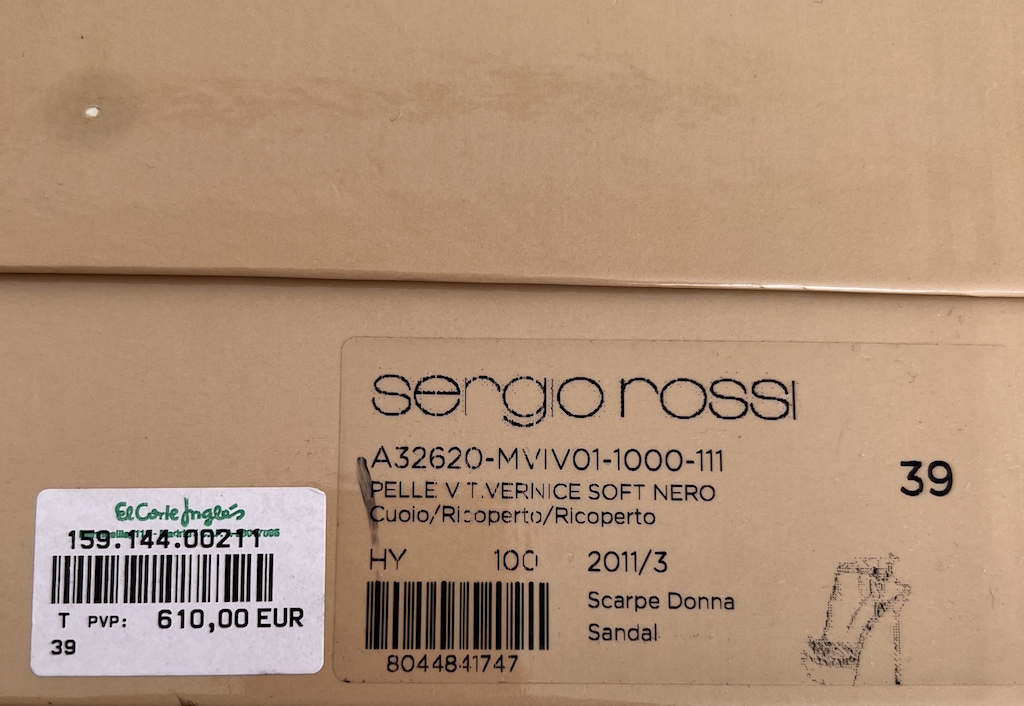 El Corte Inglés
159.144.00211
T PVP: 610,00 EUR
39
sergio rossi
A32620-MVIV01-1000-111
39
PELLE V T.VERNICE SOFT NERO
Cuoio/Ricoperto/Ricoperto
HY 100 2011/3
Scarpe Donna
Sandal
8044841747